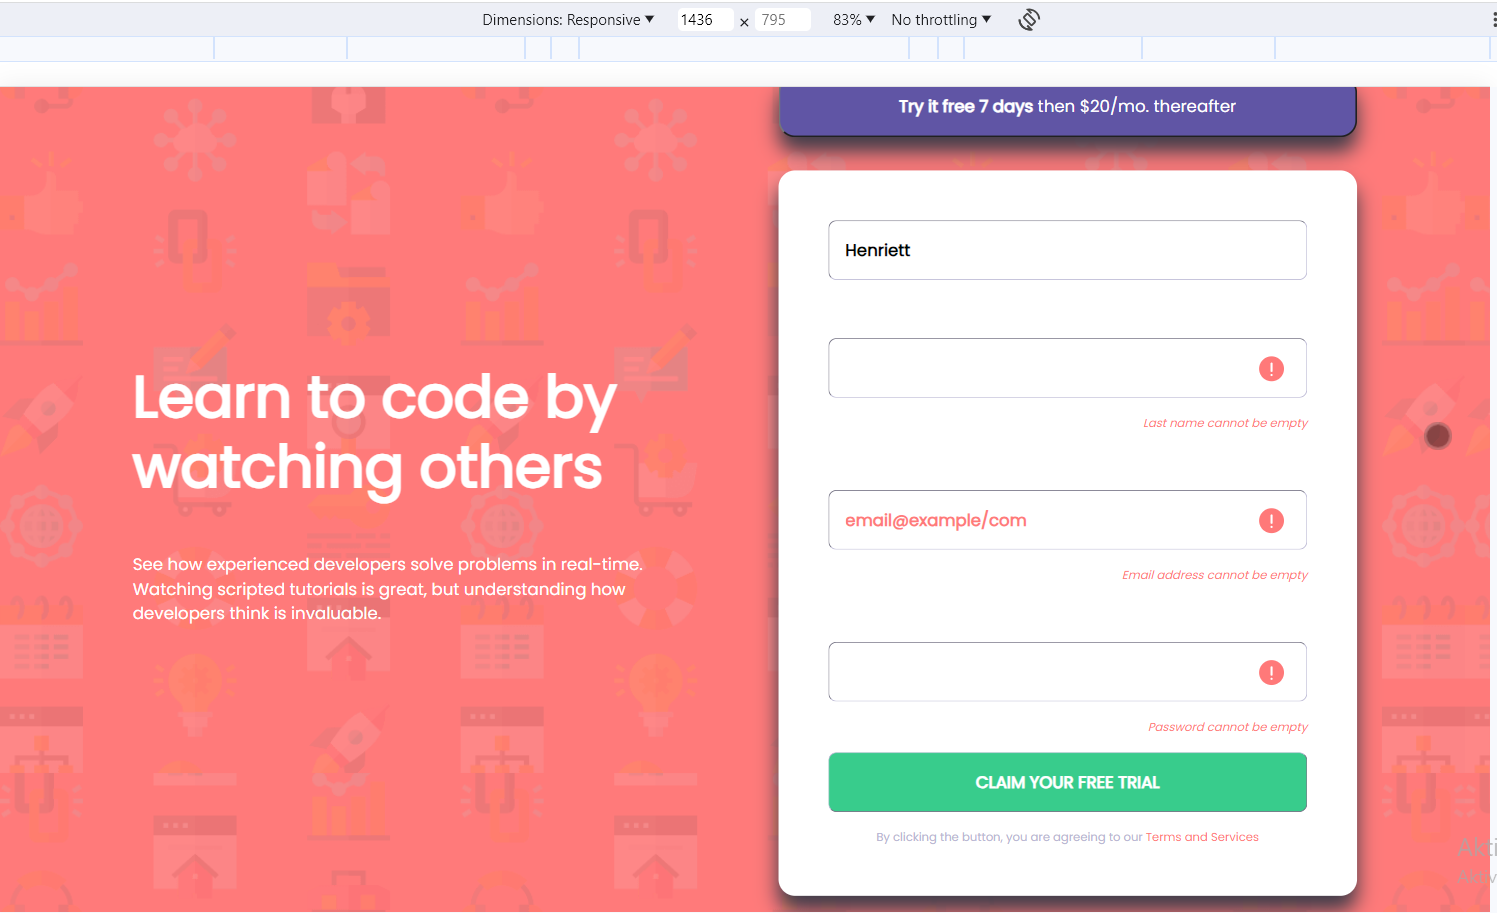 Dimensions: Responsive ▼ 1436 × 795 83% ▼ No throttling ▼
Try it free 7 days then $20/mo. thereafter
Henriett
Last name cannot be empty
email@example/com
Email address cannot be empty
Password cannot be empty
CLAIM YOUR FREE TRIAL
By clicking the button, you are agreeing to our Terms and Services
Learn to code by
watching others
See how experienced developers solve problems in real-time.
Watching scripted tutorials is great, but understanding how
developers think is invaluable.